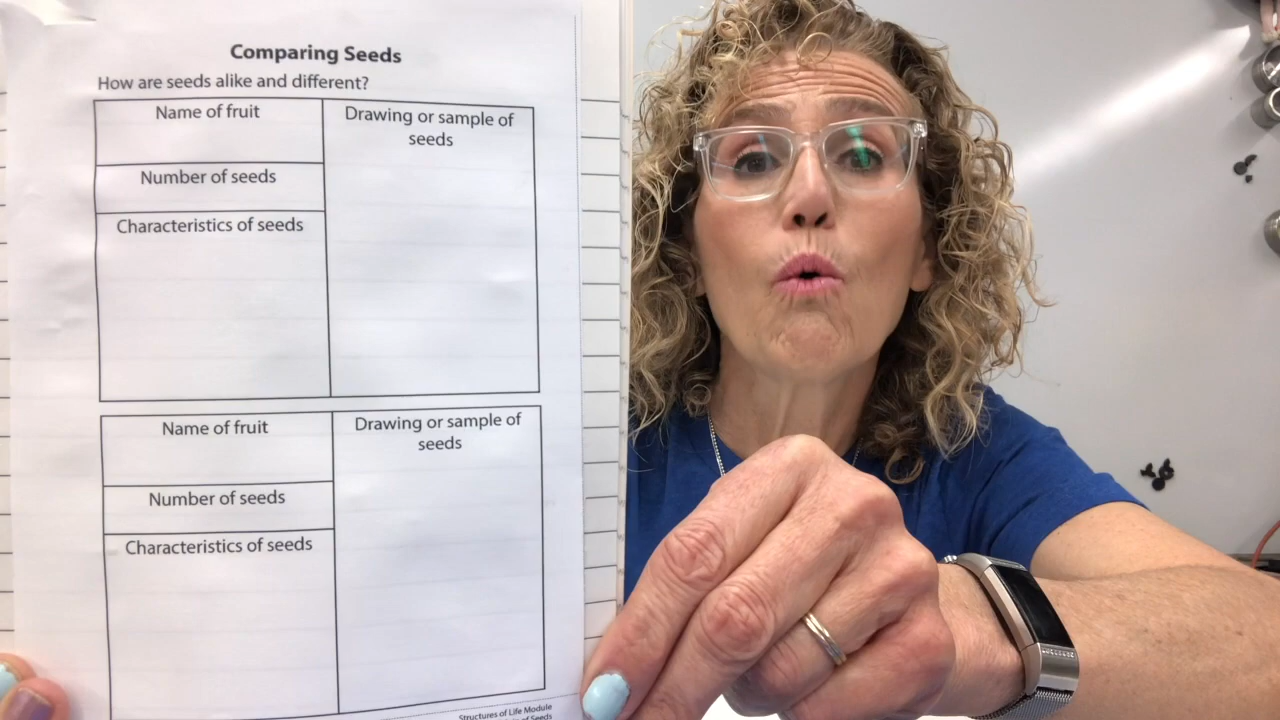 Comparing Seeds
How are seeds alike and different?
Name of fruit
Number of seeds
Characteristics of seeds
Drawing or sample of
seeds
Name of fruit
Number of seeds
Characteristics of seeds
Drawing or sample of
seeds
Structures of Life Module
of Seeds